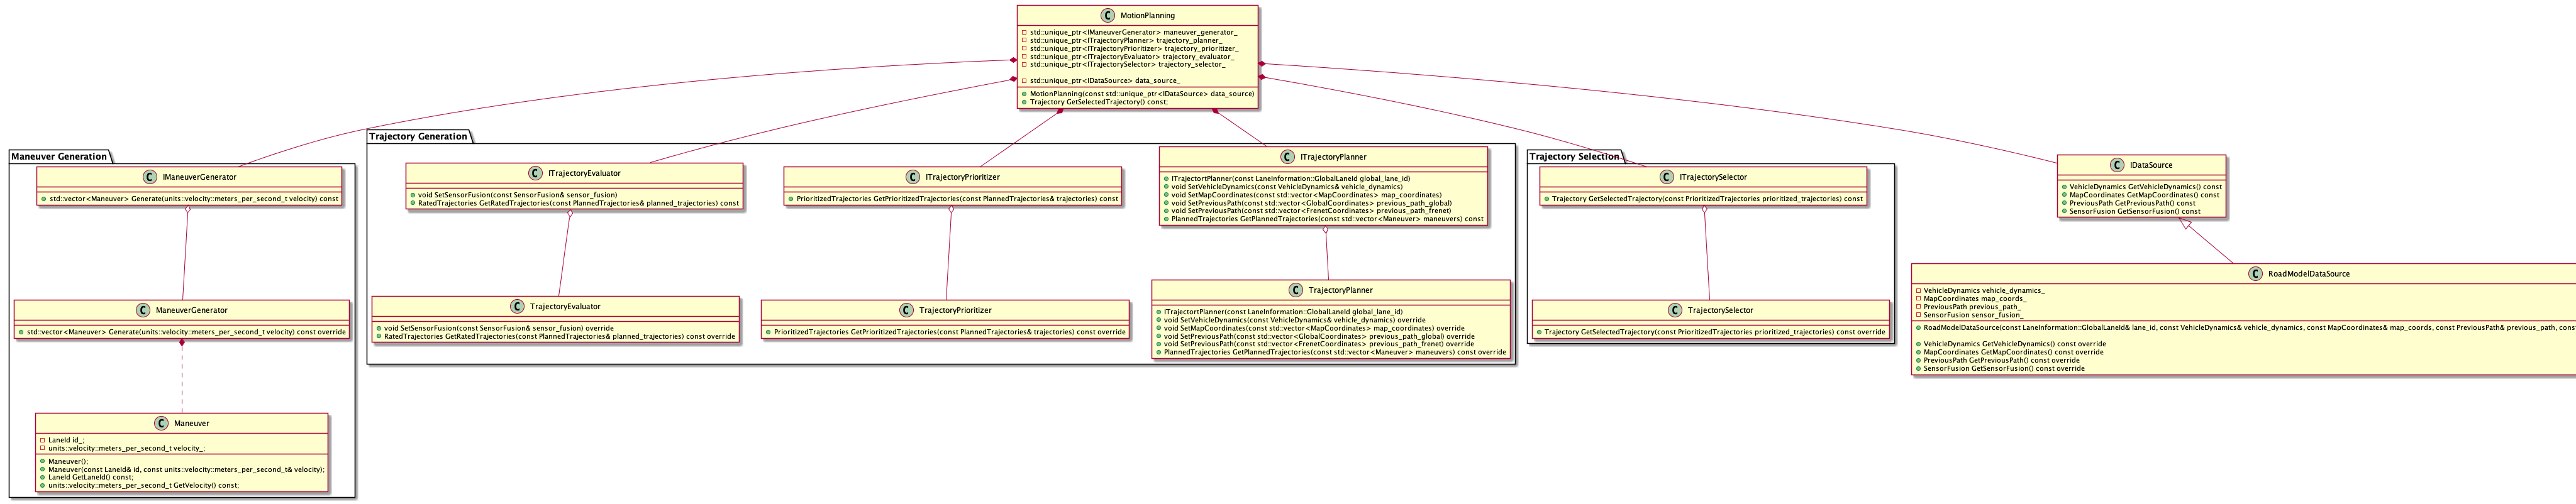 MotionPlanning
std::unique_ptr<IManeuverGenerator> maneuver_generator_
std::unique_ptr<ITrajectoryPlanner> trajectory_planner_
std::unique_ptr<ITrajectoryPrioritizer> trajectory_prioritizer_
std::unique_ptr<ITrajectoryEvaluator> trajectory_evaluator_
std::unique_ptr<ITrajectorySelector> trajectory_selector_
std::unique_ptr<IDataSource> data_source_
MotionPlanning(const std::unique_ptr<IDataSource> data_source)
Trajectory GetSelectedTrajectory() const;
Maneuver Generation
IManeuverGenerator
std::vector<Maneuver> Generate(units::velocity::meters_per_second_t velocity) const
ManeuverGenerator
std::vector<Maneuver> Generate(units::velocity::meters_per_second_t velocity) const override
Maneuver
LaneId id_;
units::velocity::meters_per_second_t velocity_;
Maneuver();
Maneuver(const LaneId& id, const units::velocity::meters_per_second_t& velocity);
LaneId GetLaneId() const;
units::velocity::meters_per_second_t GetVelocity() const;
Trajectory Generation
ITrajectoryEvaluator
void SetSensorFusion(const SensorFusion& sensor_fusion)
RatedTrajectories GetRatedTrajectories(const PlannedTrajectories& planned_trajectories) const
TrajectoryEvaluator
void SetSensorFusion(const SensorFusion& sensor_fusion) override
RatedTrajectories GetRatedTrajectories(const PlannedTrajectories& planned_trajectories) const override
ITrajectoryPrioritizer
PrioritizedTrajectories GetPrioritizedTrajectories(const PlannedTrajectories& trajectories) const
TrajectoryPrioritizer
PrioritizedTrajectories GetPrioritizedTrajectories(const PlannedTrajectories& trajectories) const override
ITrajectoryPlanner
ITrajectortPlanner(const LaneInformation::GlobalLaneId global_lane_id)
void SetVehicleDynamics(const VehicleDynamics& vehicle_dynamics)
void SetMapCoordinates(const std::vector<MapCoordinates> map_coordinates)
void SetPreviousPath(const std::vector<GlobalCoordinates> previous_path_global)
void SetPreviousPath(const std::vector<FrenetCoordinates> previous_path_frenet)
PlannedTrajectories GetPlannedTrajectories(const std::vector<Maneuver> maneuvers) const
TrajectoryPlanner
ITrajectortPlanner(const LaneInformation::GlobalLaneId global_lane_id)
void SetVehicleDynamics(const VehicleDynamics& vehicle_dynamics) override
void SetMapCoordinates(const std::vector<MapCoordinates> map_coordinates) override
void SetPreviousPath(const std::vector<GlobalCoordinates> previous_path_global) override
void SetPreviousPath(const std::vector<FrenetCoordinates> previous_path_frenet) override
PlannedTrajectories GetPlannedTrajectories(const std::vector<Maneuver> maneuvers) const override
Trajectory Selection
ITrajectorySelector
Trajectory GetSelectedTrajectory(const PrioritizedTrajectories prioritized_trajectories) const
TrajectorySelector
Trajectory GetSelectedTrajectory(const PrioritizedTrajectories prioritized_trajectories) const override
IDataSource
VehicleDynamics GetVehicleDynamics() const
MapCoordinates GetMapCoordinates() const
PreviousPath GetPreviousPath() const
SensorFusion GetSensorFusion() const
RoadModelDataSource
VehicleDynamics vehicle_dynamics_
MapCoordinates map_coords_
PreviousPath previous_path_
SensorFusion sensor_fusion_
RoadModelDataSource(const LaneInformation::GlobalLaneId& lane_id, const VehicleDynamics& vehicle_dynamics, const MapCoordinates& map_coords, const PreviousPath& previous_path, cons
VehicleDynamics GetVehicleDynamics() const override
MapCoordinates GetMapCoordinates() const override
PreviousPath GetPreviousPath() const override
SensorFusion GetSensorFusion() const override